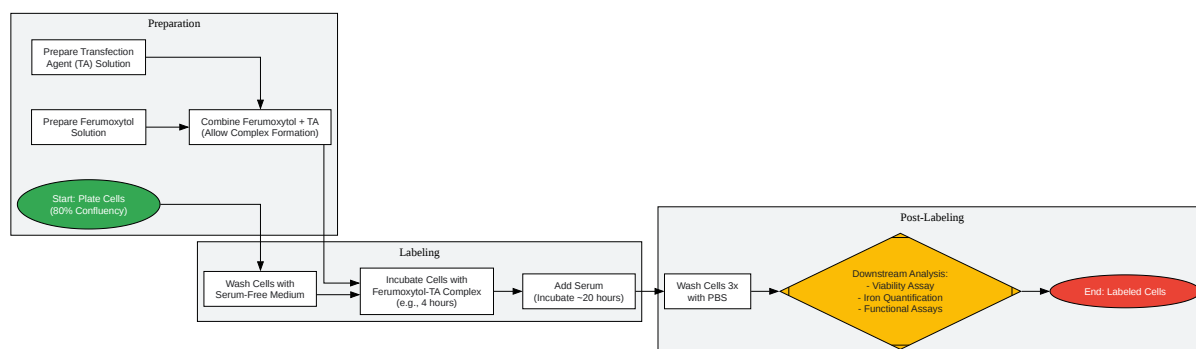 Preparation
Prepare Transfection
Agent (TA) Solution
Prepare Ferumoxytol
Solution
Combine Ferumoxytol + TA
(Allow Complex Formation)
Start: Plate Cells
(80% Confluency)
Labeling
Wash Cells with
Serum-Free Medium
Incubate Cells with
Ferumoxytol-TA Complex
(e.g., 4 hours)
Add Serum
(Incubate ~20 hours)
Post-Labeling
Wash Cells 3x
with PBS
Downstream Analysis:
- Viability Assay
- Iron Quantification
- Functional Assays
End: Labeled Cells